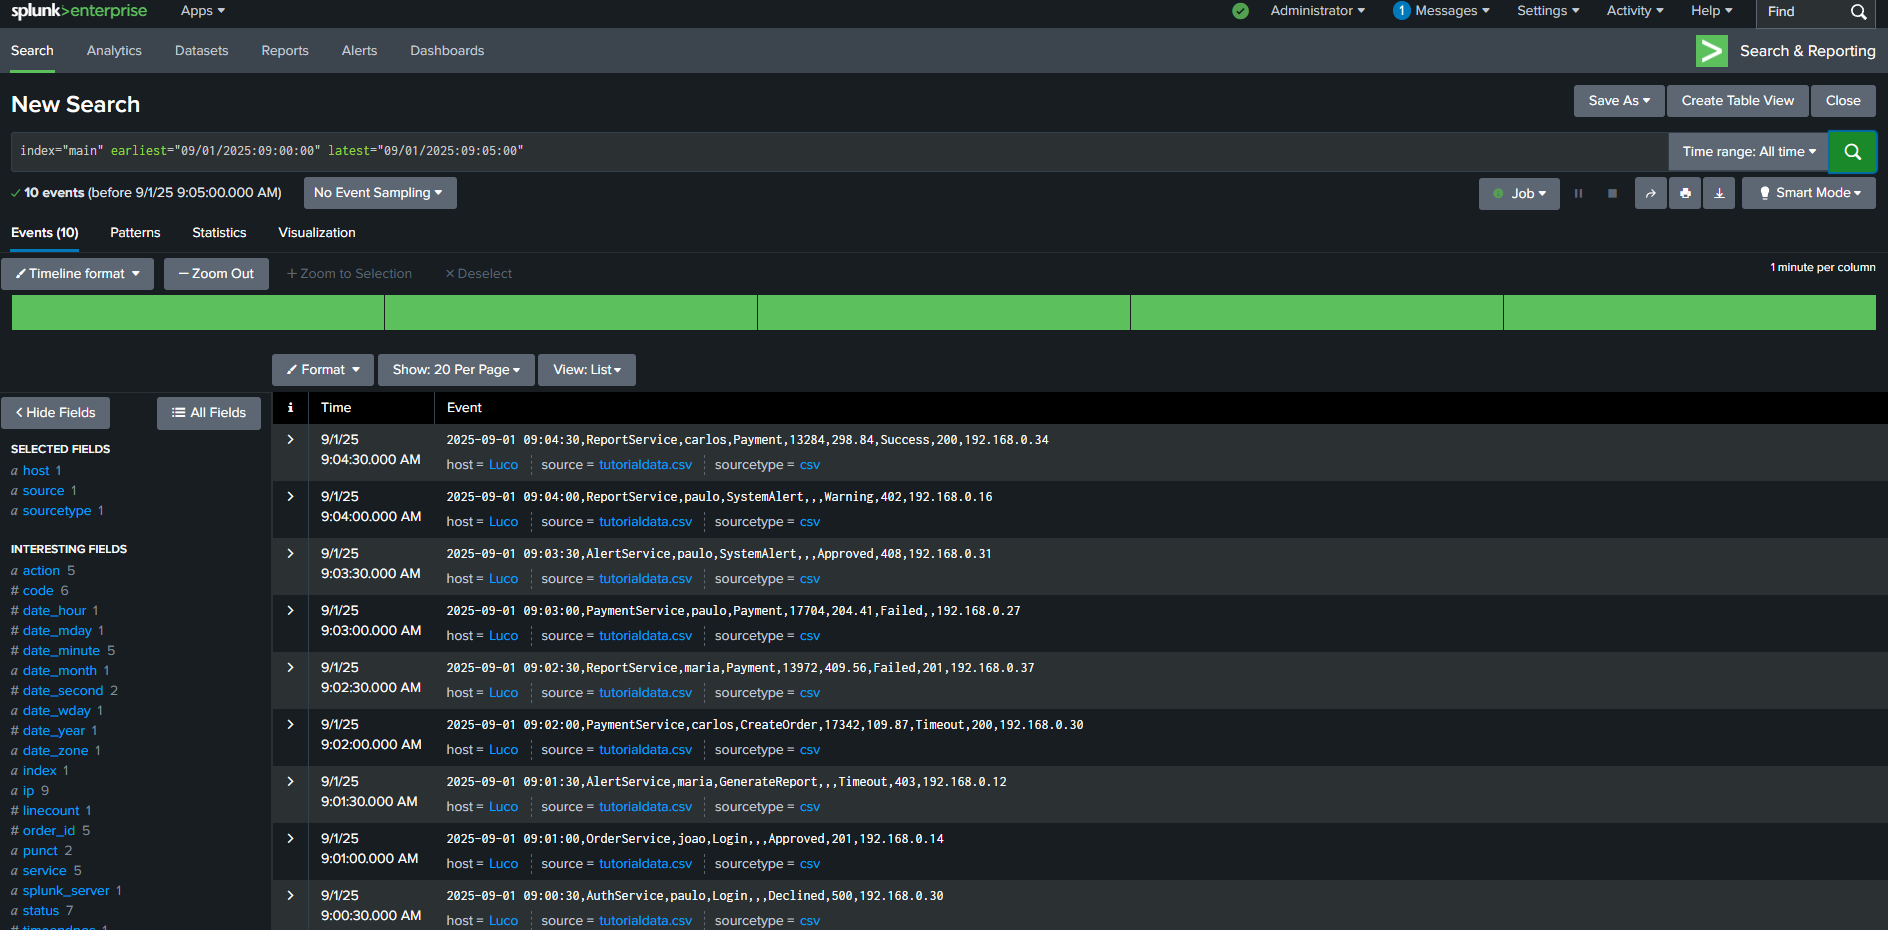 splunk>enterprise Apps Administrator 1 Messages Settings Activity Help Find
Search Analytics Datasets Reports Alerts Dashboards Search & Reporting
New Search
Save As Create Table View Close
index="main" earliest="09/01/2025:09:00:00" latest="09/01/2025:09:05:00"
Time range: All time
10 events (before 9/1/25 9:05:00.000 AM) No Event Sampling
Job Smart Mode
Events (10) Patterns Statistics Visualization
Timeline format — Zoom Out + Zoom to Selection × Deselect
1 minute per column
Format Show: 20 Per Page View: List
< Hide Fields All Fields
SELECTED FIELDS
a host 1
a source 1
a sourcetype 1
INTERESTING FIELDS
a action 5
# code 6
# date_hour 1
# date_mday 1
# date_minute 5
a date_month 1
# date_second 2
a date_wday 1
# date_year 1
a date_zone 1
a index 1
a ip 9
# linecount 1
# order_id 5
a punct 2
a service 5
a splunk_server 1
a status 7
# timeendpos 1
i Time Event
9/1/25
9:04:30.000 AM
2025-09-01 09:04:30,ReportService,carlos,Payment,13284,298.84,Success,200,192.168.0.34
host = Luco source = tutorialdata.csv sourcetype = csv
9/1/25
9:04:00.000 AM
2025-09-01 09:04:00,ReportService,paulo,SystemAlert,,,Warning,402,192.168.0.16
host = Luco source = tutorialdata.csv sourcetype = csv
9/1/25
9:03:30.000 AM
2025-09-01 09:03:30,AlertService,paulo,SystemAlert,,,Approved,408,192.168.0.31
host = Luco source = tutorialdata.csv sourcetype = csv
9/1/25
9:03:00.000 AM
2025-09-01 09:03:00,PaymentService,paulo,Payment,17704,204.41,Failed,,192.168.0.27
host = Luco source = tutorialdata.csv sourcetype = csv
9/1/25
9:02:30.000 AM
2025-09-01 09:02:30,ReportService,maria,Payment,13972,409.56,Failed,201,192.168.0.37
host = Luco source = tutorialdata.csv sourcetype = csv
9/1/25
9:02:00.000 AM
2025-09-01 09:02:00,PaymentService,carlos,CreateOrder,17342,109.87,Timeout,200,192.168.0.30
host = Luco source = tutorialdata.csv sourcetype = csv
9/1/25
9:01:30.000 AM
2025-09-01 09:01:30,AlertService,maria,GenerateReport,,,Timeout,403,192.168.0.12
host = Luco source = tutorialdata.csv sourcetype = csv
9/1/25
9:01:00.000 AM
2025-09-01 09:01:00,OrderService,joao,Login,,,Approved,201,192.168.0.14
host = Luco source = tutorialdata.csv sourcetype = csv
9/1/25
9:00:30.000 AM
2025-09-01 09:00:30,AuthService,paulo,Login,,,Declined,500,192.168.0.30
host = Luco source = tutorialdata.csv sourcetype = csv